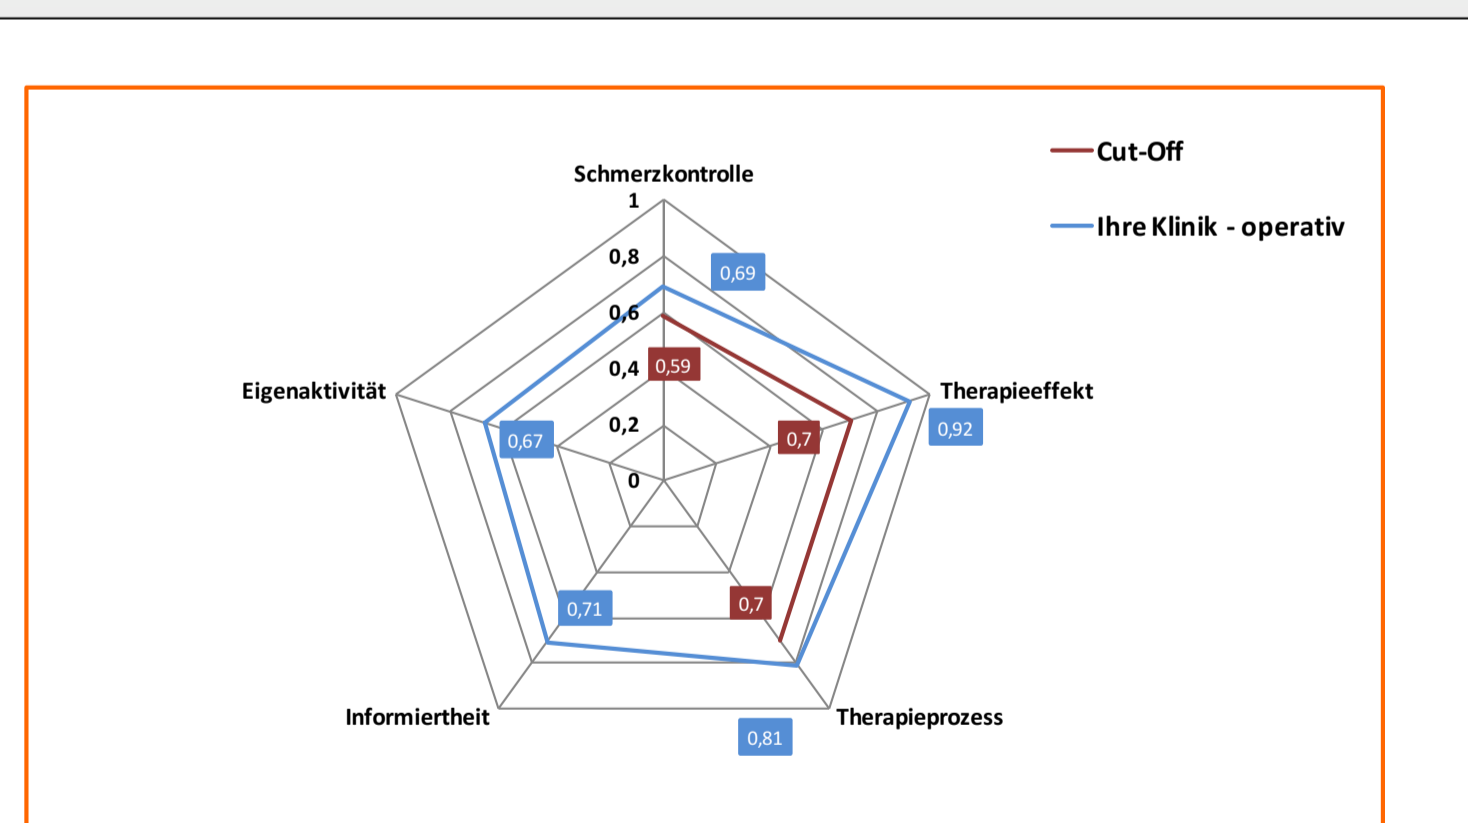 Cut-Off
Ihre Klinik - operativ
Schmerzkontrolle
1
0,8
0,69
0,6
0,4
0,59
Eigenaktivität
Therapieeffekt
0,2
0,67
0,7
0,92
0
0,71
0,7
Informiertheit
Therapieprozess
0,81